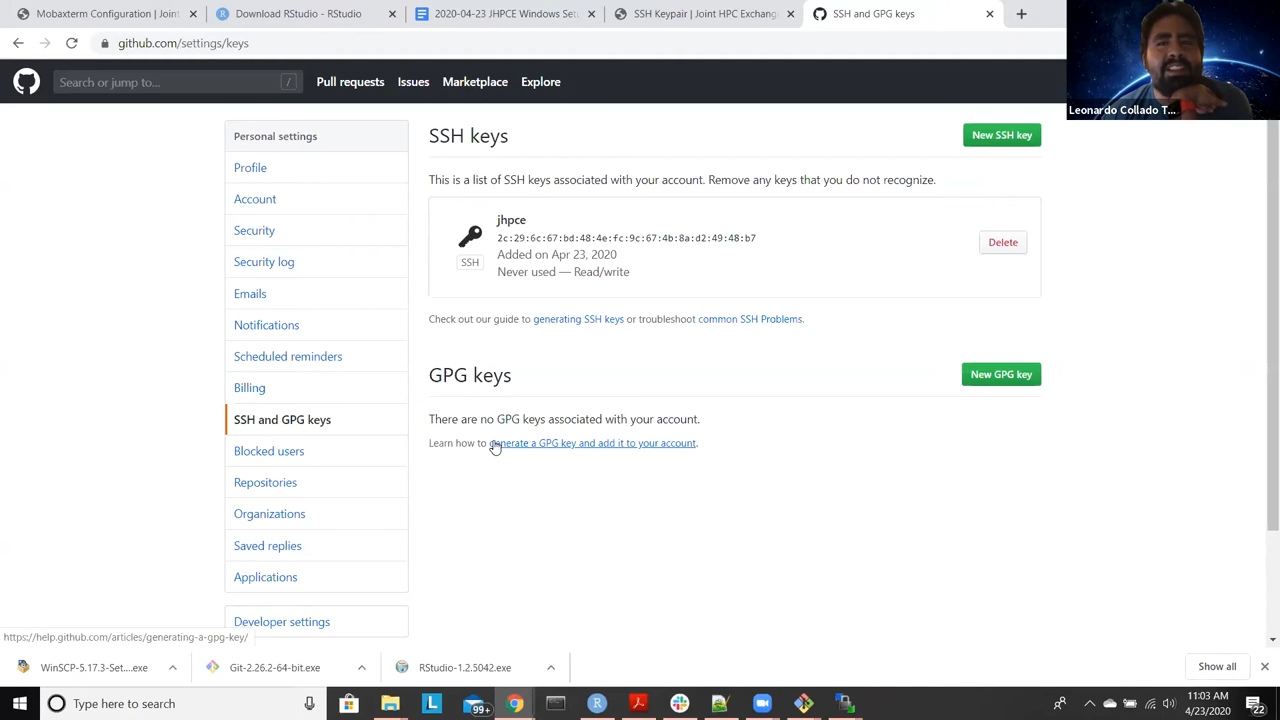 Mobaxterm Configuration | Joint
Download RStudio - RStudio
2020-04-23 JHPCE Windows Setu
SSH Keypair | Joint HPC Exchang
SSH and GPG keys
github.com/settings/keys
Search or jump to...
/
Pull requests
Issues
Marketplace
Explore
Leonardo Collado T...
Personal settings
Profile
Account
Security
Security log
Emails
Notifications
Scheduled reminders
Billing
SSH and GPG keys
Blocked users
Repositories
Organizations
Saved replies
Applications
Developer settings
SSH keys
New SSH key
This is a list of SSH keys associated with your account. Remove any keys that you do not recognize.
jhpce
2c:29:6c:67:bd:48:4e:fc:9c:67:4b:8a:d2:49:48:b7
SSH
Added on Apr 23, 2020
Never used — Read/write
Delete
Check out our guide to generating SSH keys or troubleshoot common SSH Problems.
GPG keys
New GPG key
There are no GPG keys associated with your account.
Learn how to generate a GPG key and add it to your account.
https://help.github.com/articles/generating-a-gpg-key/
WinSCP-5.17.3-Set....exe
Git-2.26.2-64-bit.exe
RStudio-1.2.5042.exe
Show all
Type here to search
99+
11:03 AM
4/23/2020
22